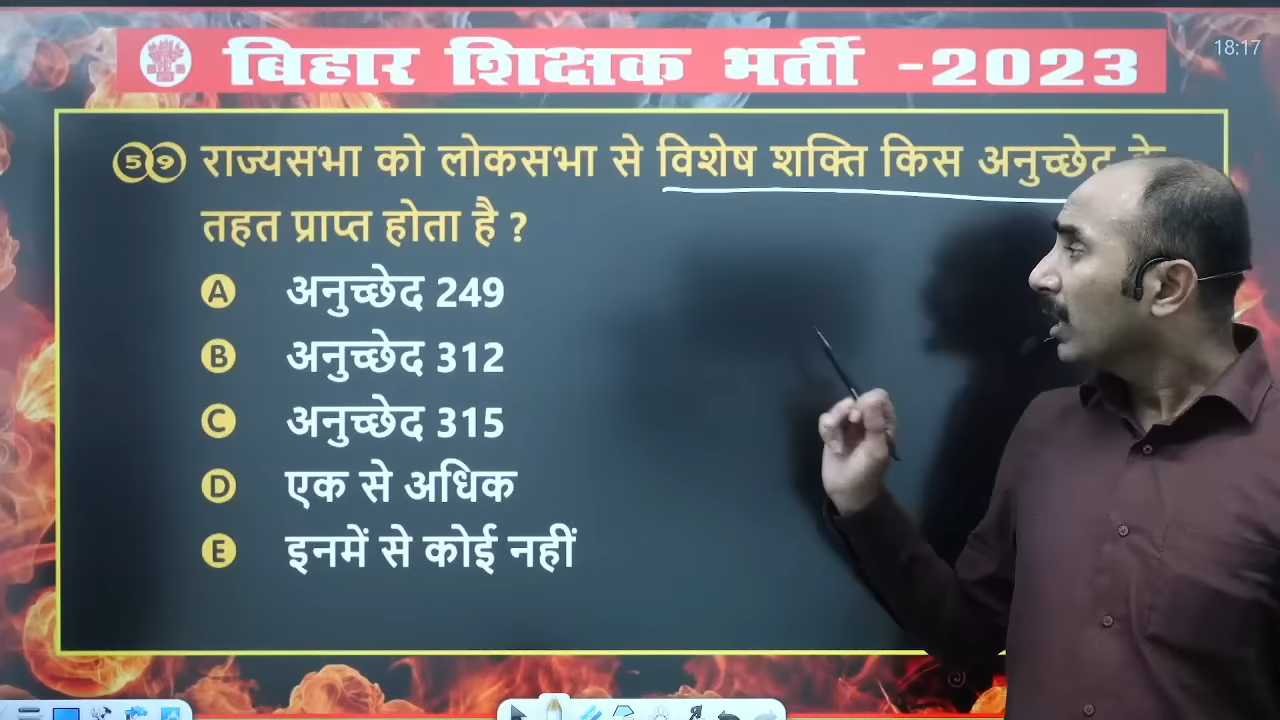 बिहार शिक्षक भर्ती -2023
18:17
59 राज्यसभा को लोकसभा से विशेष शक्ति किस अनुच्छेद के
तहत प्राप्त होता है ?
A अनुच्छेद 249
B अनुच्छेद 312
C अनुच्छेद 315
D एक से अधिक
E इनमें से कोई नहीं